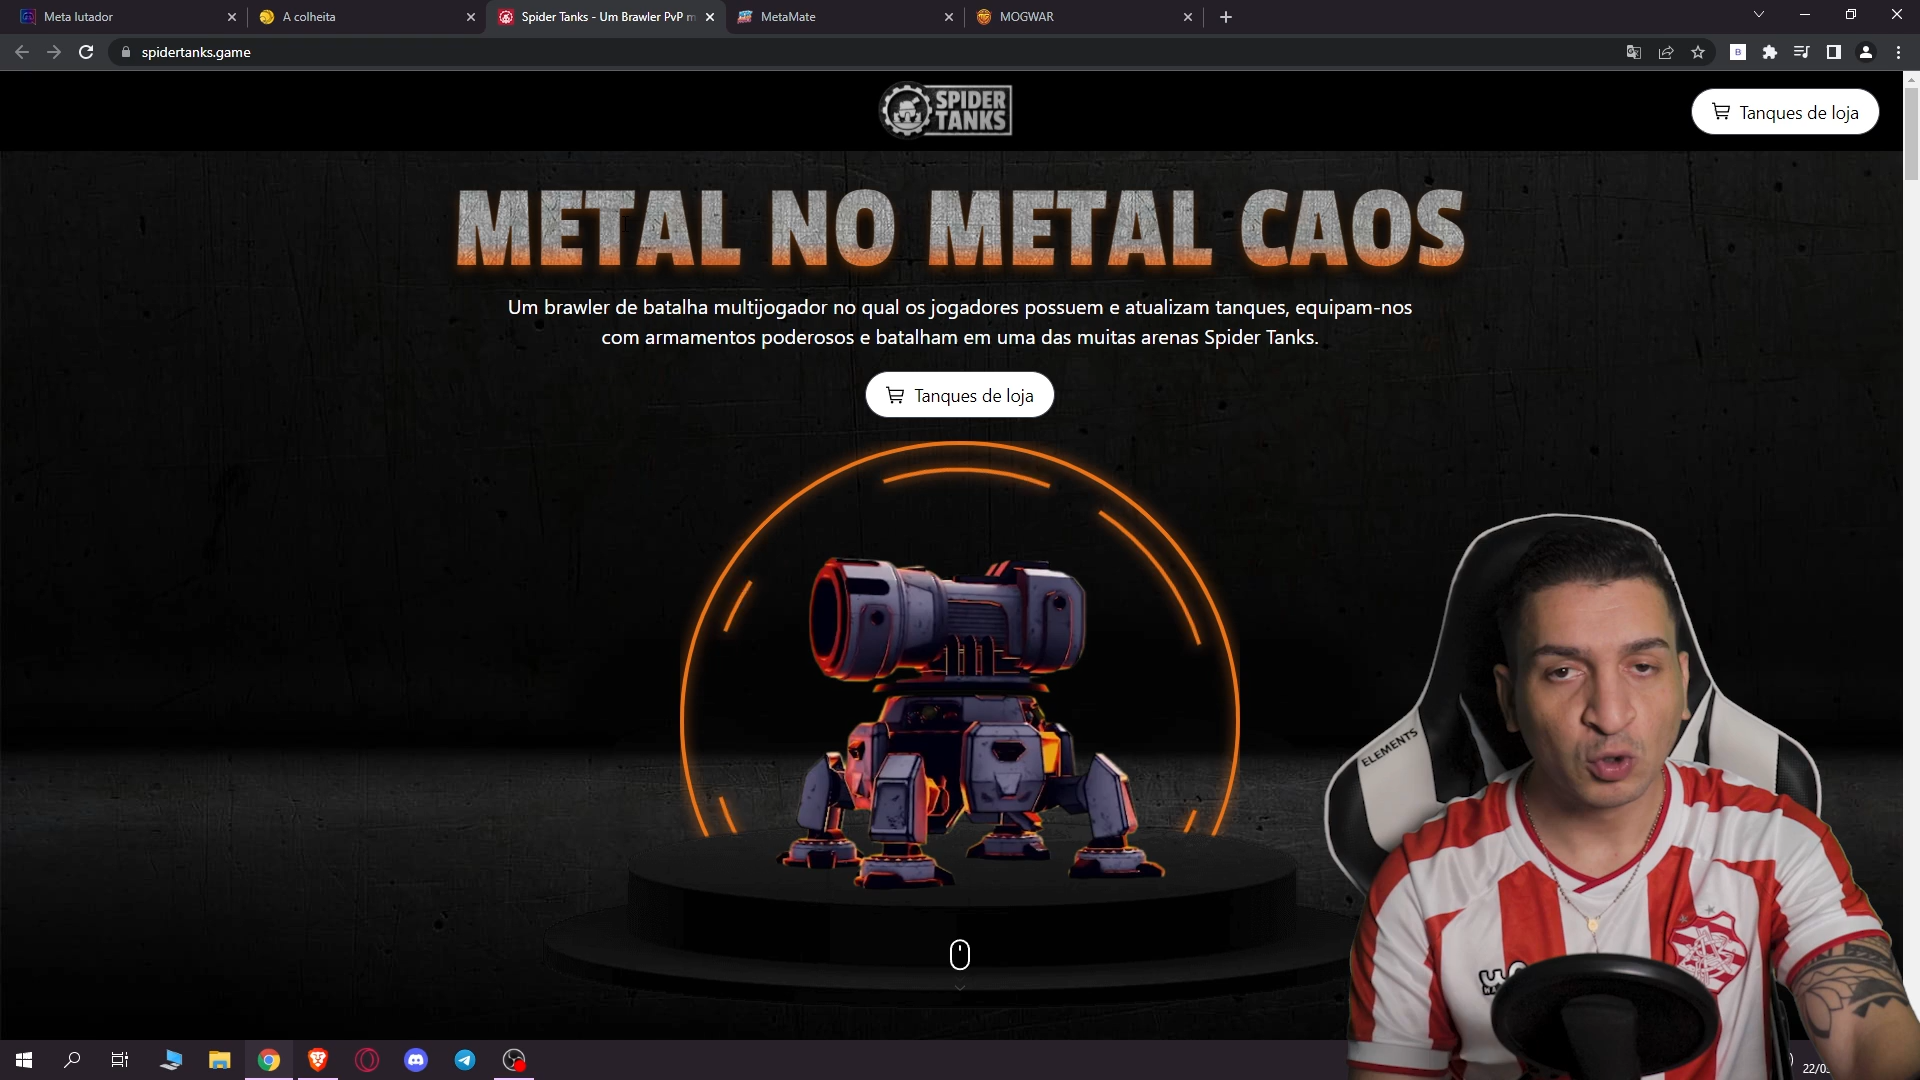 Meta lutador
A colheita
Spider Tanks - Um Brawler PvP m
MetaMate
MOGWAR
spidertanks.game
SPIDER
TANKS
Tanques de loja
METAL NO METAL CAOS
Um brawler de batalha multijogador no qual os jogadores possuem e atualizam tanques, equipam-nos
com armamentos poderosos e batalham em uma das muitas arenas Spider Tanks.
Tanques de loja
ELEMENTS